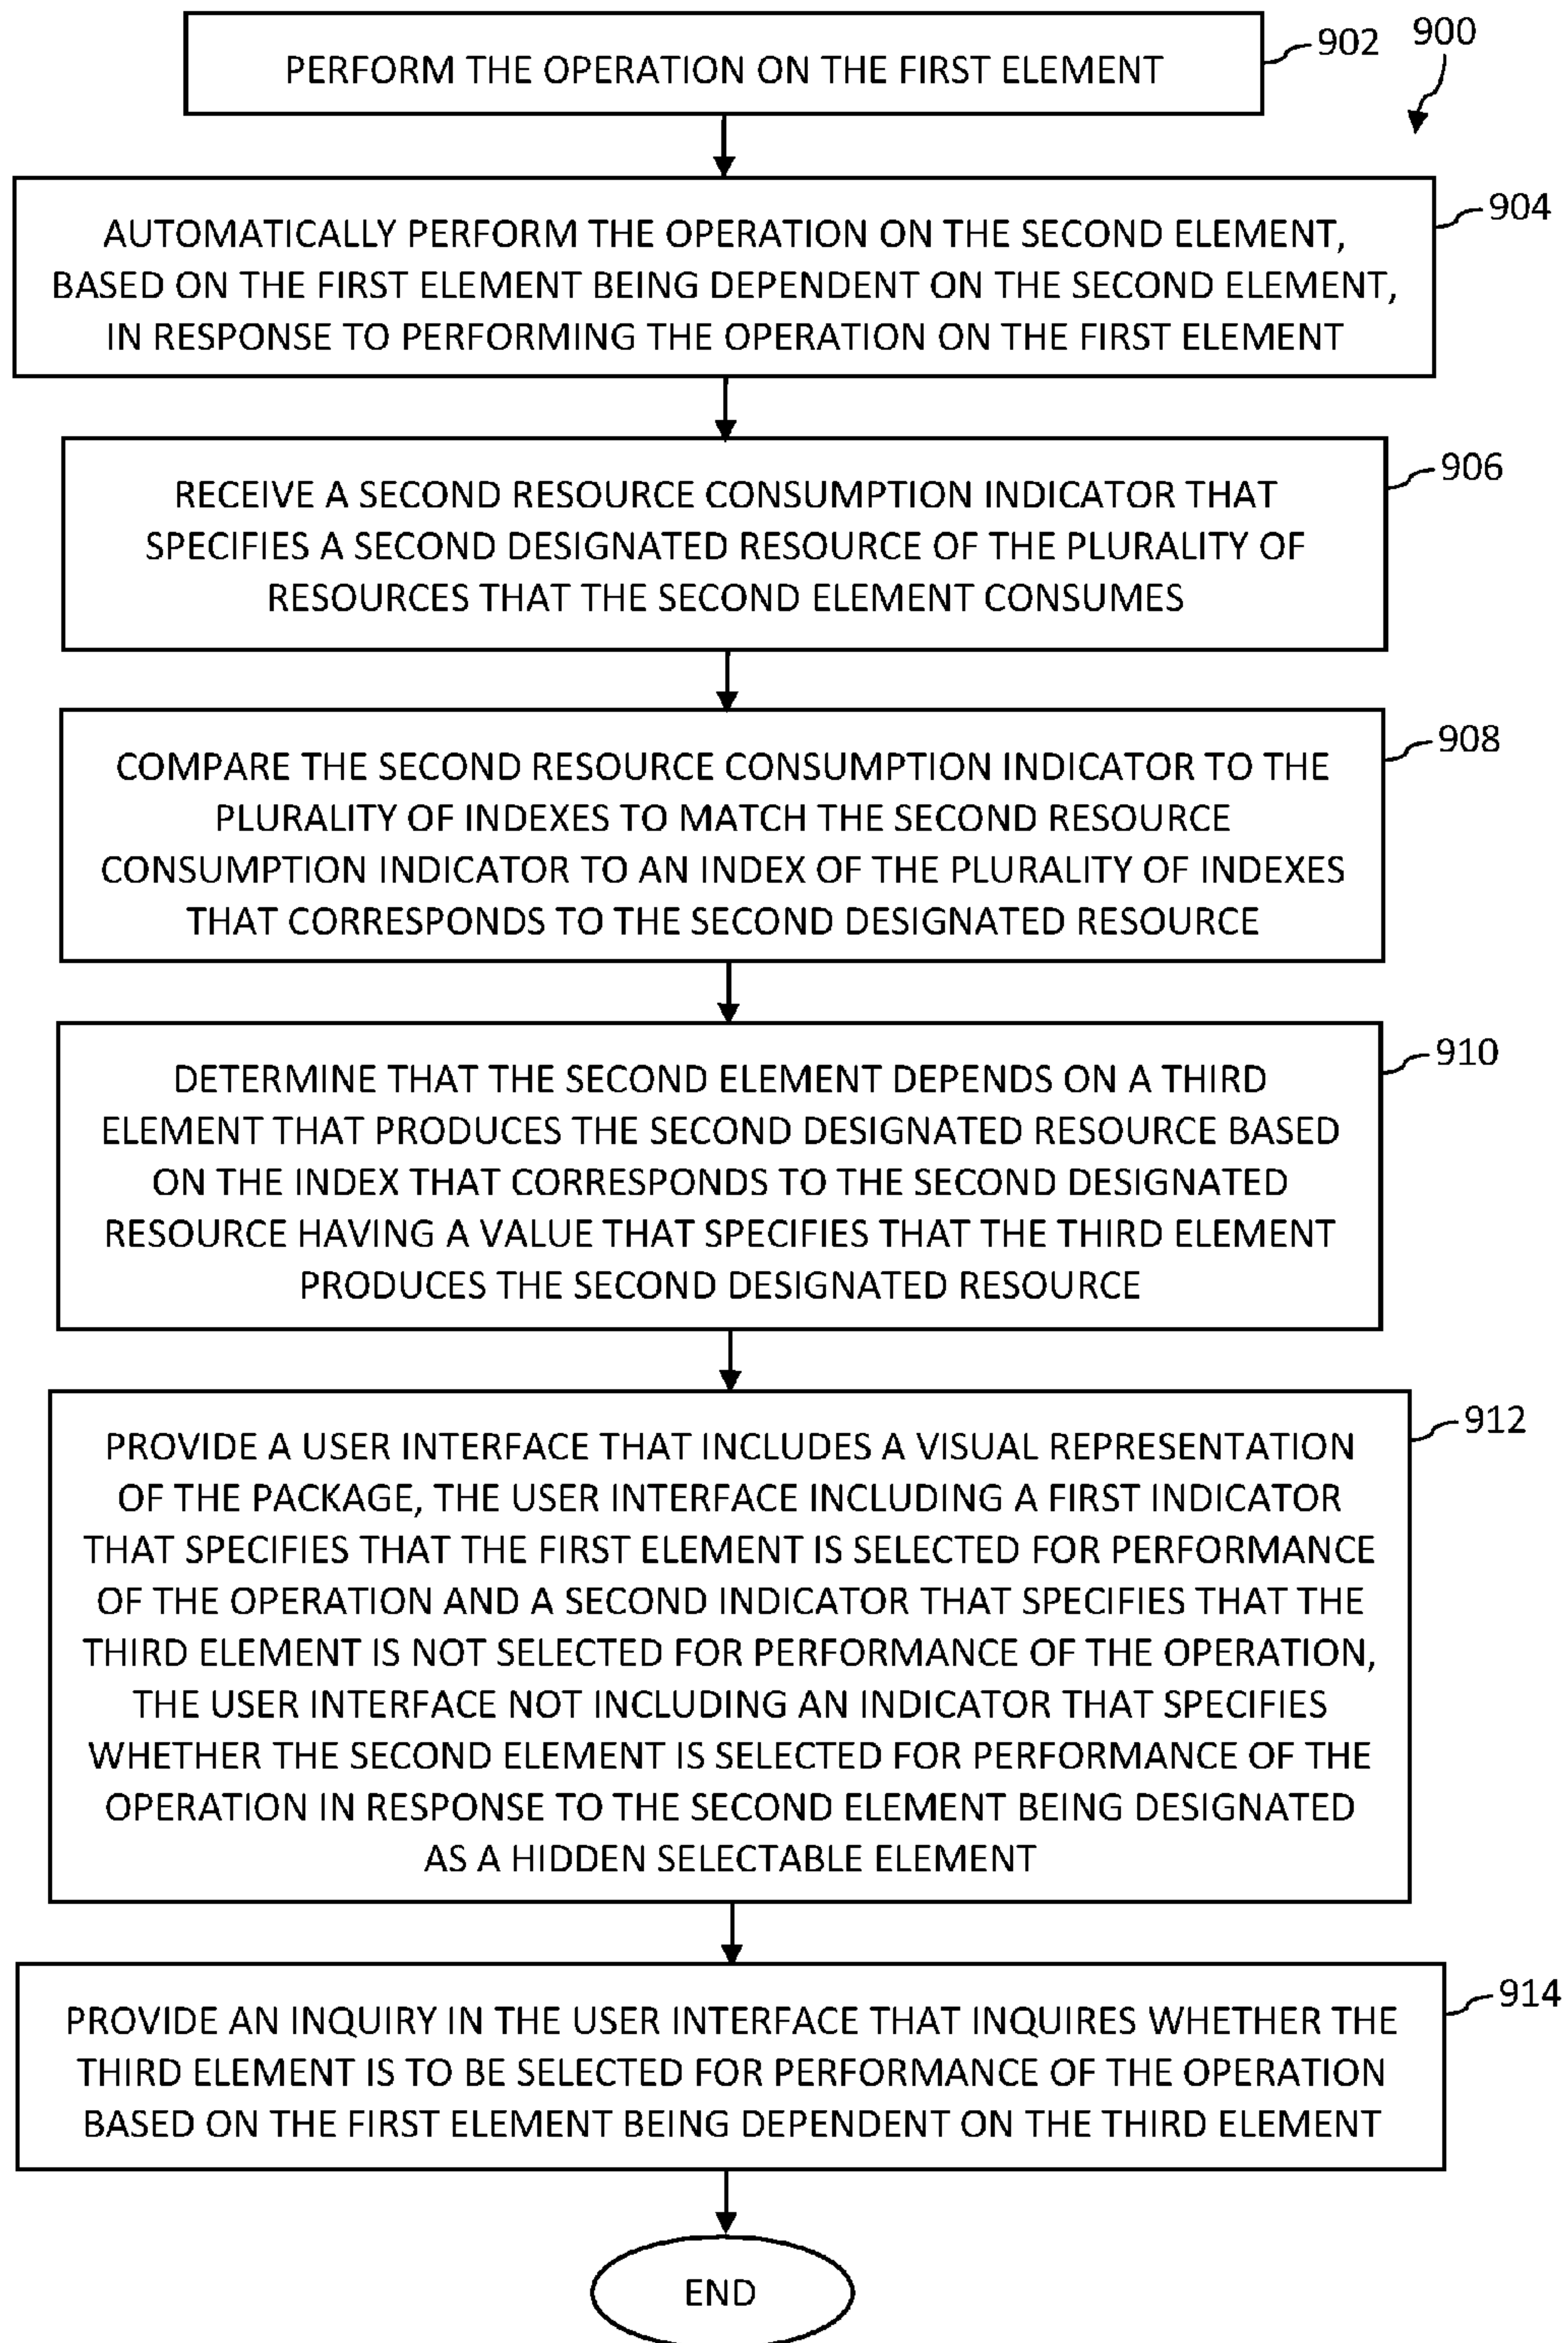 PERFORM THE OPERATION ON THE FIRST ELEMENT
902
900
AUTOMATICALLY PERFORM THE OPERATION ON THE SECOND ELEMENT,
BASED ON THE FIRST ELEMENT BEING DEPENDENT ON THE SECOND ELEMENT,
IN RESPONSE TO PERFORMING THE OPERATION ON THE FIRST ELEMENT
904
RECEIVE A SECOND RESOURCE CONSUMPTION INDICATOR THAT
SPECIFIES A SECOND DESIGNATED RESOURCE OF THE PLURALITY OF
RESOURCES THAT THE SECOND ELEMENT CONSUMES
906
COMPARE THE SECOND RESOURCE CONSUMPTION INDICATOR TO THE
PLURALITY OF INDEXES TO MATCH THE SECOND RESOURCE
CONSUMPTION INDICATOR TO AN INDEX OF THE PLURALITY OF INDEXES
THAT CORRESPONDS TO THE SECOND DESIGNATED RESOURCE
908
DETERMINE THAT THE SECOND ELEMENT DEPENDS ON A THIRD
ELEMENT THAT PRODUCES THE SECOND DESIGNATED RESOURCE BASED
ON THE INDEX THAT CORRESPONDS TO THE SECOND DESIGNATED
RESOURCE HAVING A VALUE THAT SPECIFIES THAT THE THIRD ELEMENT
PRODUCES THE SECOND DESIGNATED RESOURCE
910
PROVIDE A USER INTERFACE THAT INCLUDES A VISUAL REPRESENTATION
OF THE PACKAGE, THE USER INTERFACE INCLUDING A FIRST INDICATOR
THAT SPECIFIES THAT THE FIRST ELEMENT IS SELECTED FOR PERFORMANCE
OF THE OPERATION AND A SECOND INDICATOR THAT SPECIFIES THAT THE
THIRD ELEMENT IS NOT SELECTED FOR PERFORMANCE OF THE OPERATION,
THE USER INTERFACE NOT INCLUDING AN INDICATOR THAT SPECIFIES
WHETHER THE SECOND ELEMENT IS SELECTED FOR PERFORMANCE OF THE
OPERATION IN RESPONSE TO THE SECOND ELEMENT BEING DESIGNATED
AS A HIDDEN SELECTABLE ELEMENT
912
PROVIDE AN INQUIRY IN THE USER INTERFACE THAT INQUIRES WHETHER THE
THIRD ELEMENT IS TO BE SELECTED FOR PERFORMANCE OF THE OPERATION
BASED ON THE FIRST ELEMENT BEING DEPENDENT ON THE THIRD ELEMENT
914
END